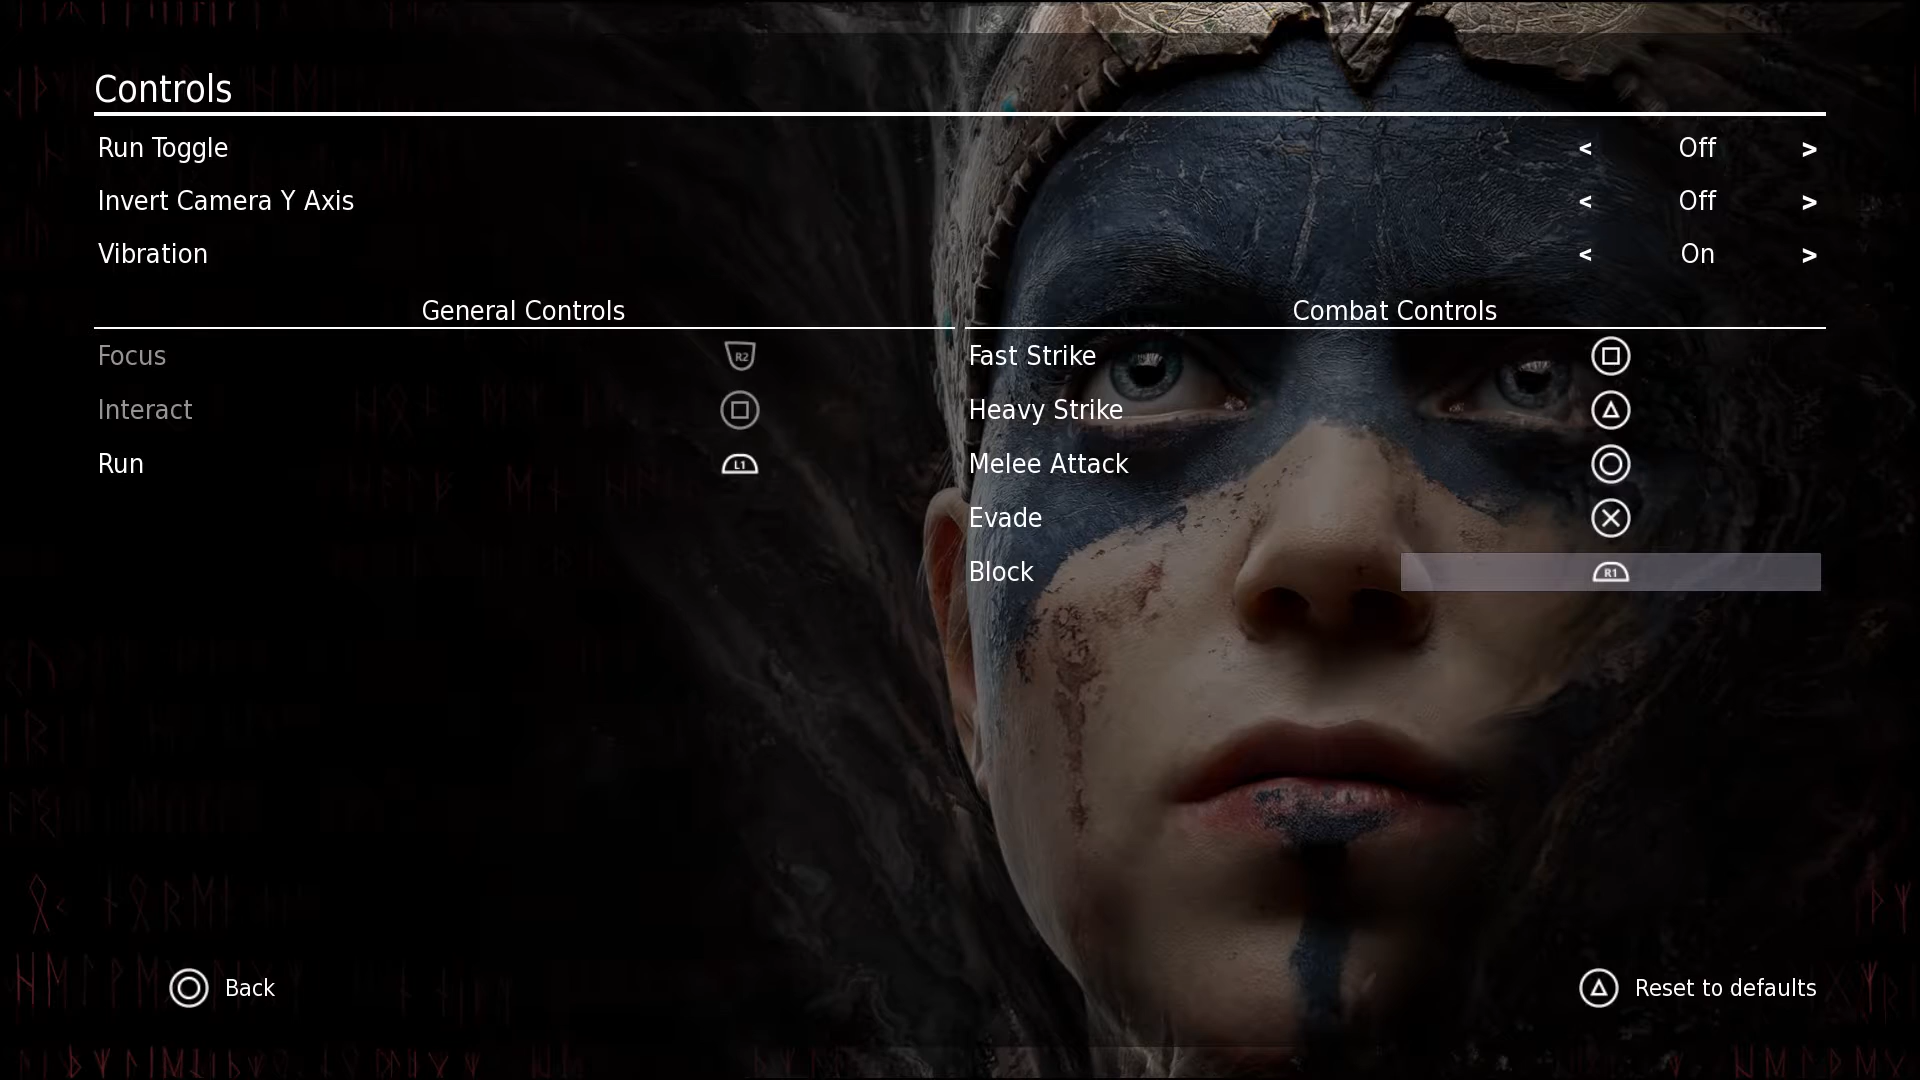 Controls
Run Toggle < Off >
Invert Camera Y Axis < Off >
Vibration < On >
General Controls
Focus R2
Interact
Run L1
Combat Controls
Fast Strike
Heavy Strike
Melee Attack
Evade
Block R1
Back
Reset to defaults